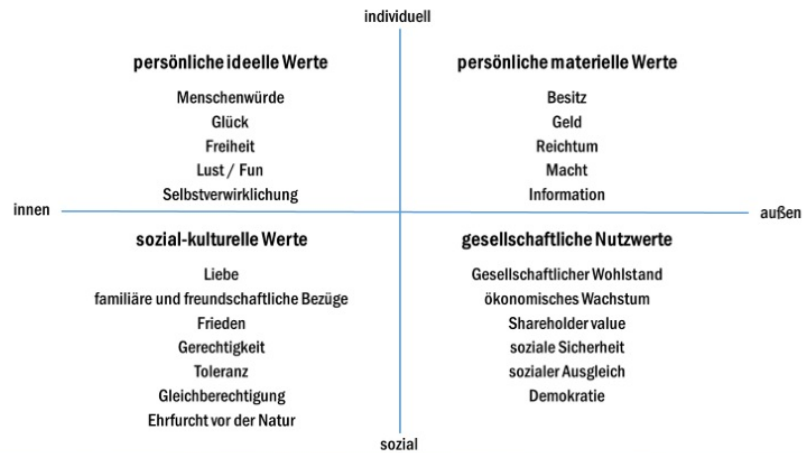 individuell
persönliche ideelle Werte
Menschenwürde
Glück
Freiheit
Lust / Fun
Selbstverwirklichung
persönliche materielle Werte
Besitz
Geld
Reichtum
Macht
Information
innen
außen
sozial-kulturelle Werte
Liebe
familiäre und freundschaftliche Bezüge
Frieden
Gerechtigkeit
Toleranz
Gleichberechtigung
Ehrfurcht vor der Natur
gesellschaftliche Nutzwerte
Gesellschaftlicher Wohlstand
ökonomisches Wachstum
Shareholder value
soziale Sicherheit
sozialer Ausgleich
Demokratie
sozial